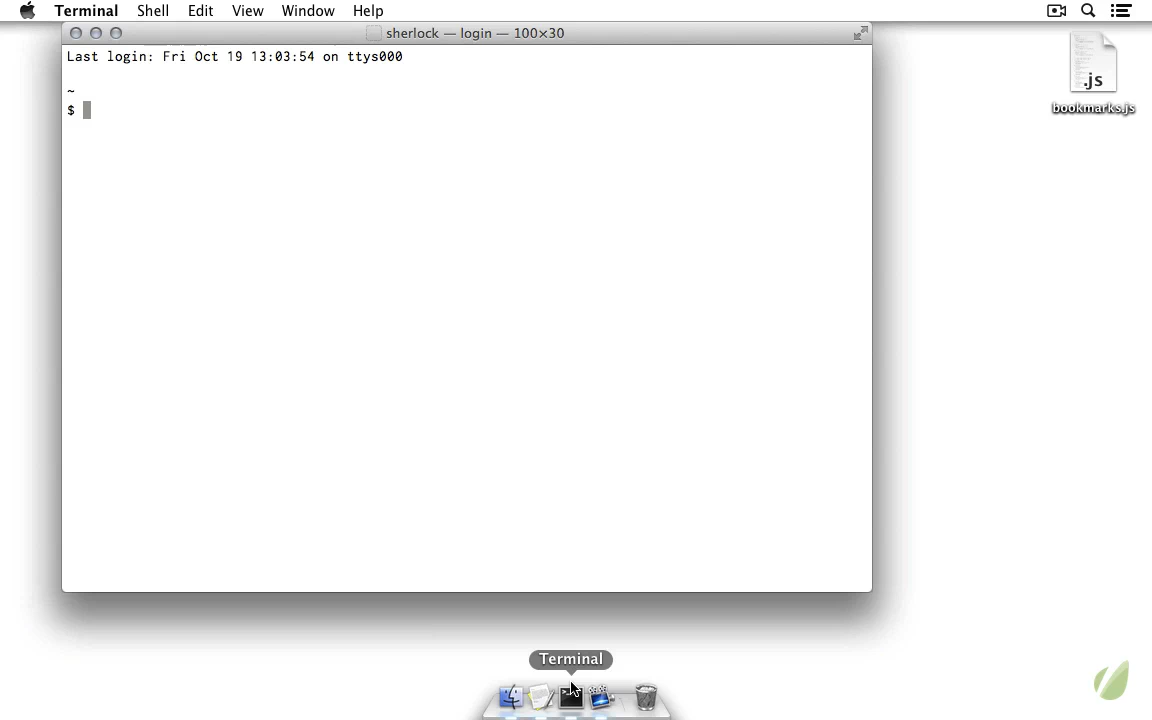 Terminal Shell Edit View Window Help
sherlock — login — 100×30
Last login: Fri Oct 19 13:03:54 on ttys000
~
$
.js
bookmarks.js
Terminal